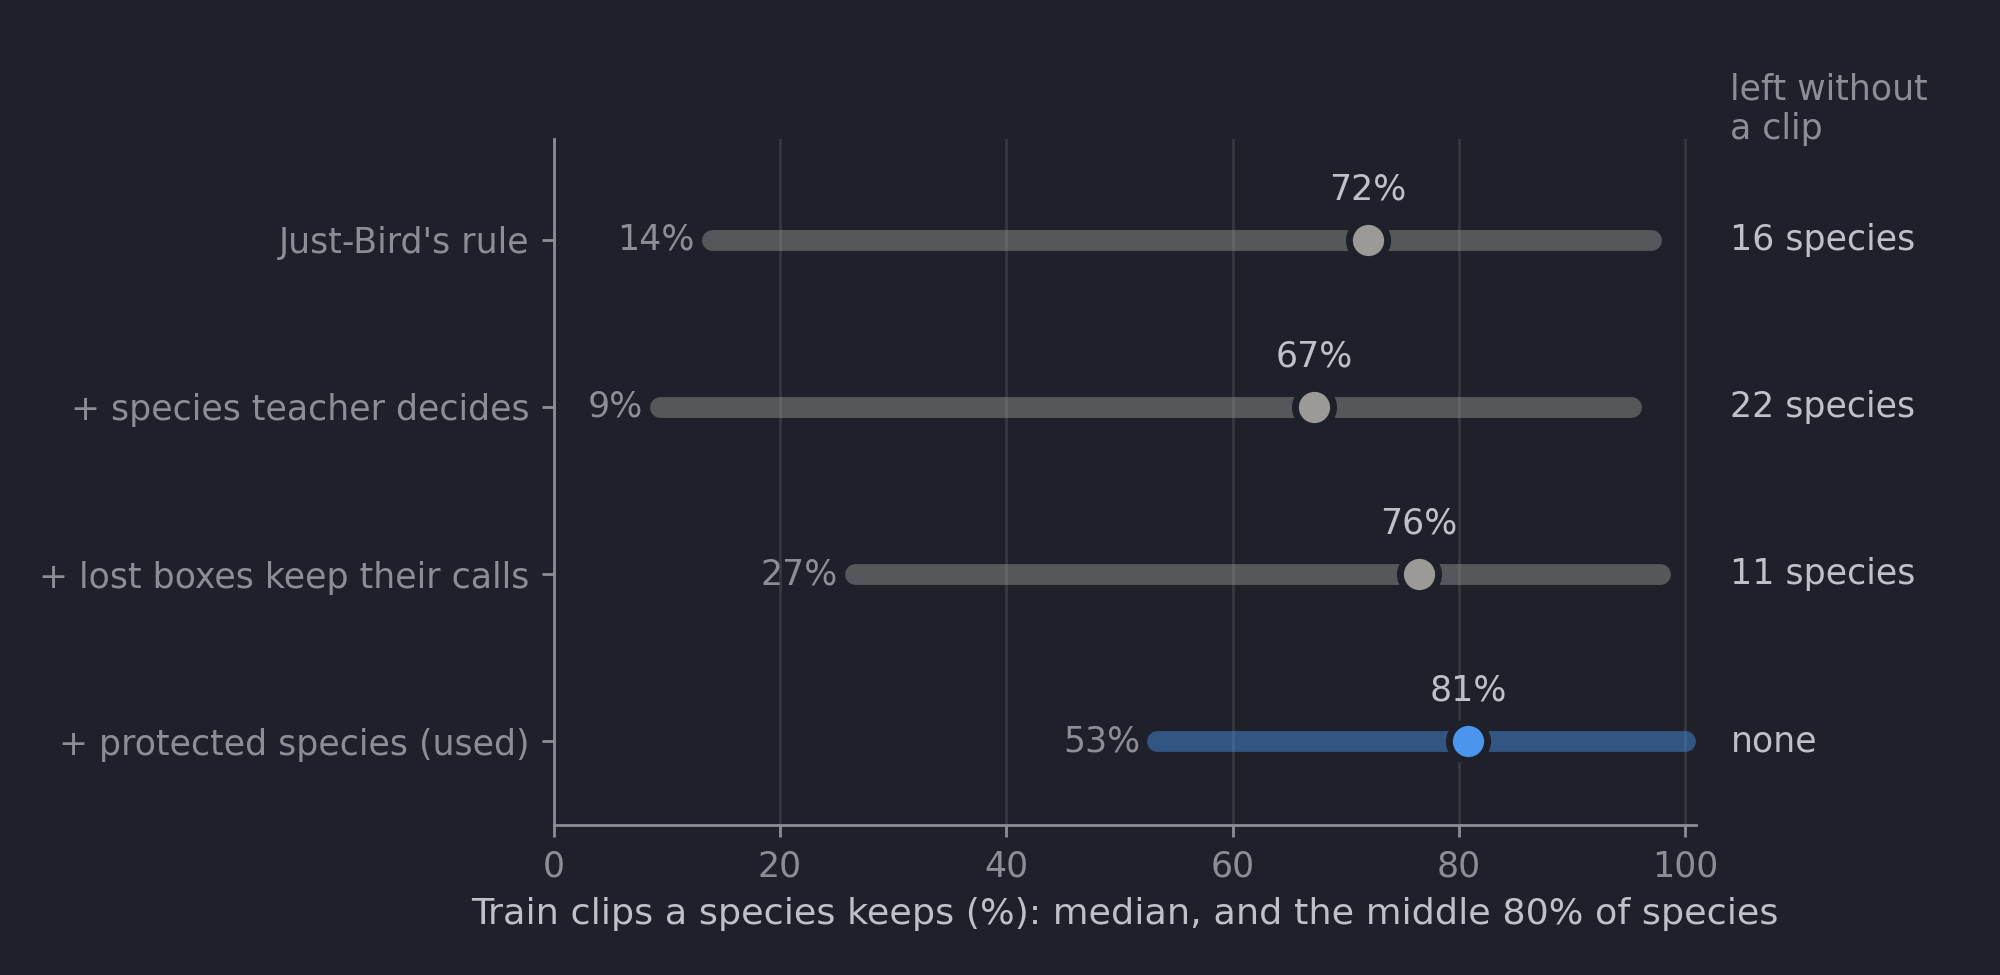 left without
a clip
72%
Just-Bird's rule
14%
16 species
67%
+ species teacher decides
9%
22 species
76%
+ lost boxes keep their calls
27%
11 species
81%
+ protected species (used)
53%
none
0 20 40 60 80 100
Train clips a species keeps (%): median, and the middle 80% of species